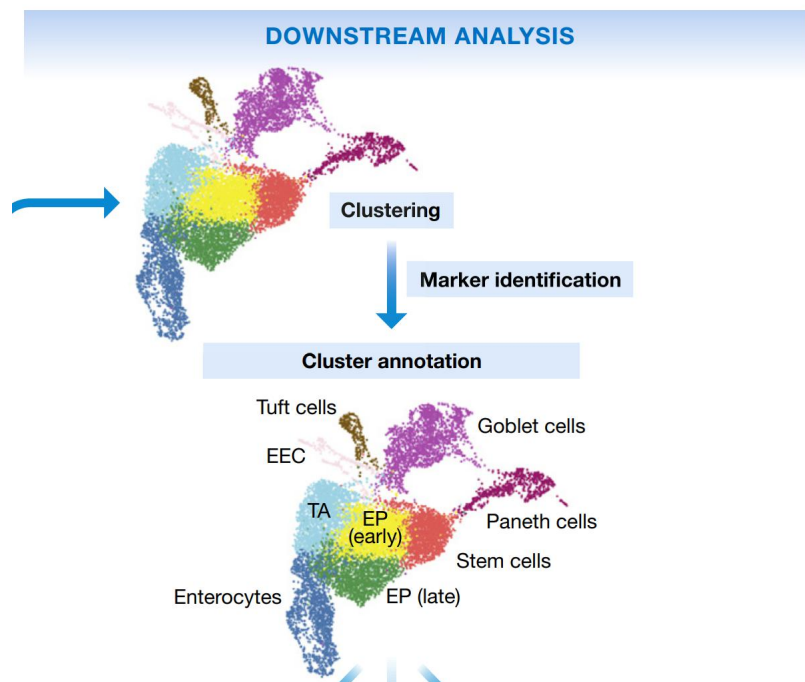 DOWNSTREAM ANALYSIS
Clustering
Marker identification
Cluster annotation
Tuft cells
Goblet cells
EEC
TA
EP
(early)
Paneth cells
Stem cells
Enterocytes
EP (late)